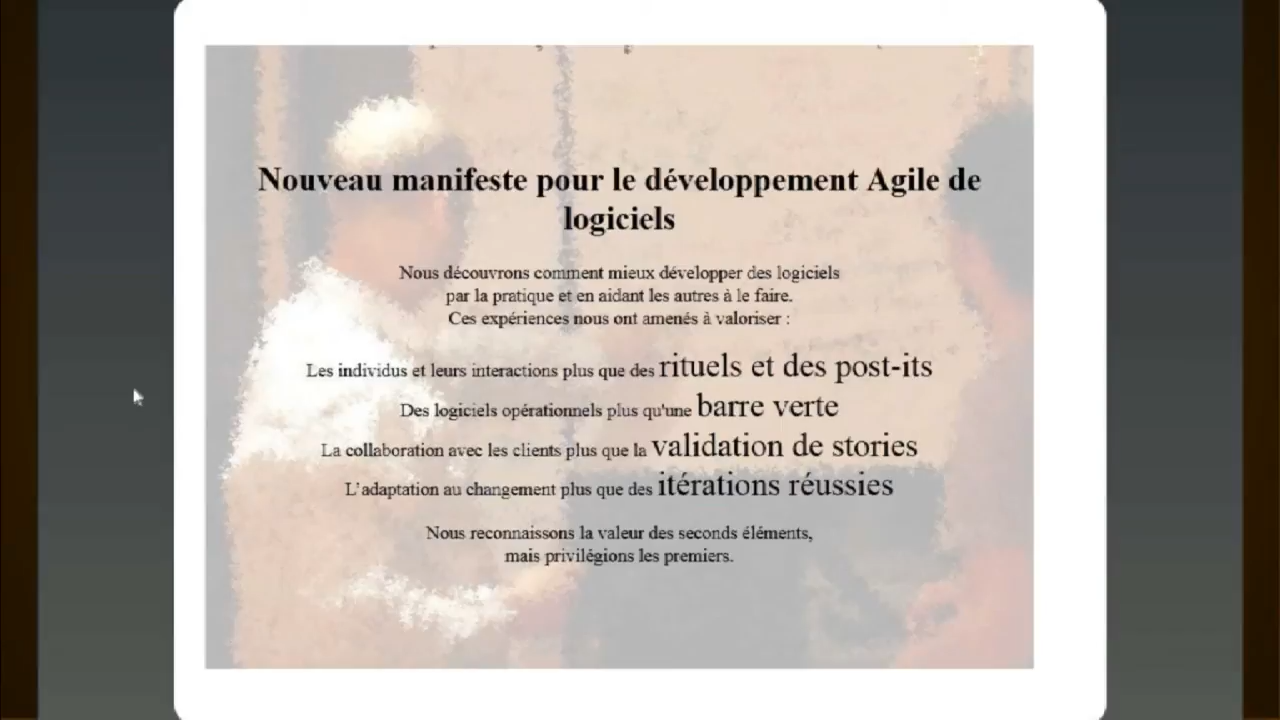 Nouveau manifeste pour le développement Agile de
logiciels
Nous découvrons comment mieux développer des logiciels
par la pratique et en aidant les autres à le faire.
Ces expériences nous ont amenés à valoriser :
Les individus et leurs interactions plus que des rituels et des post-its
Des logiciels opérationnels plus qu'une barre verte
La collaboration avec les clients plus que la validation de stories
L'adaptation au changement plus que des itérations réussies
Nous reconnaissons la valeur des seconds éléments,
mais privilégions les premiers.